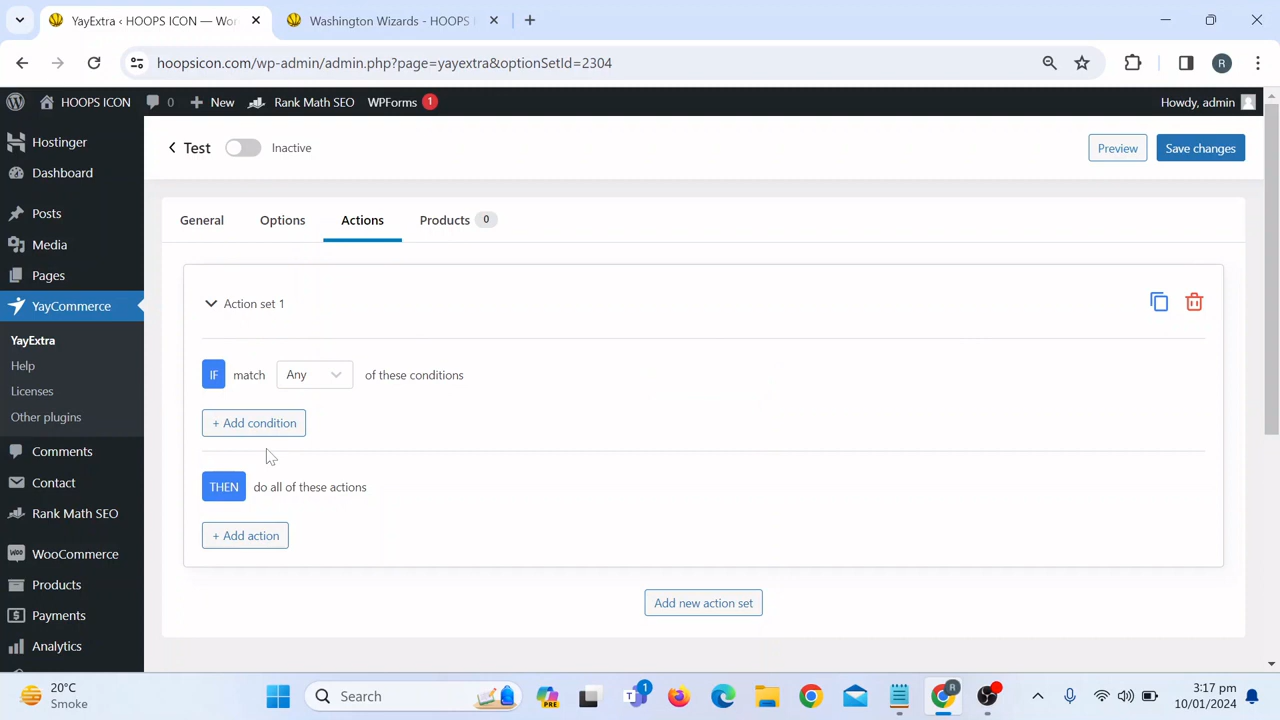 YayExtra ‹ HOOPS ICON — Wor
Washington Wizards - HOOPS I
hoopsicon.com/wp-admin/admin.php?page=yayextra&optionSetId=2304
R
HOOPS ICON
0
New
Rank Math SEO
WPForms 1
Howdy, admin
Hostinger
Dashboard
Posts
Media
Pages
YayCommerce
YayExtra
Help
Licenses
Other plugins
Comments
Contact
Rank Math SEO
WooCommerce
Products
Payments
Analytics
Test
Inactive
Preview
Save changes
General
Options
Actions
Products 0
Action set 1
IF match Any of these conditions
+ Add condition
THEN do all of these actions
+ Add action
Add new action set
20°C
Smoke
Search
PRE
1
R
3:17 pm
10/01/2024